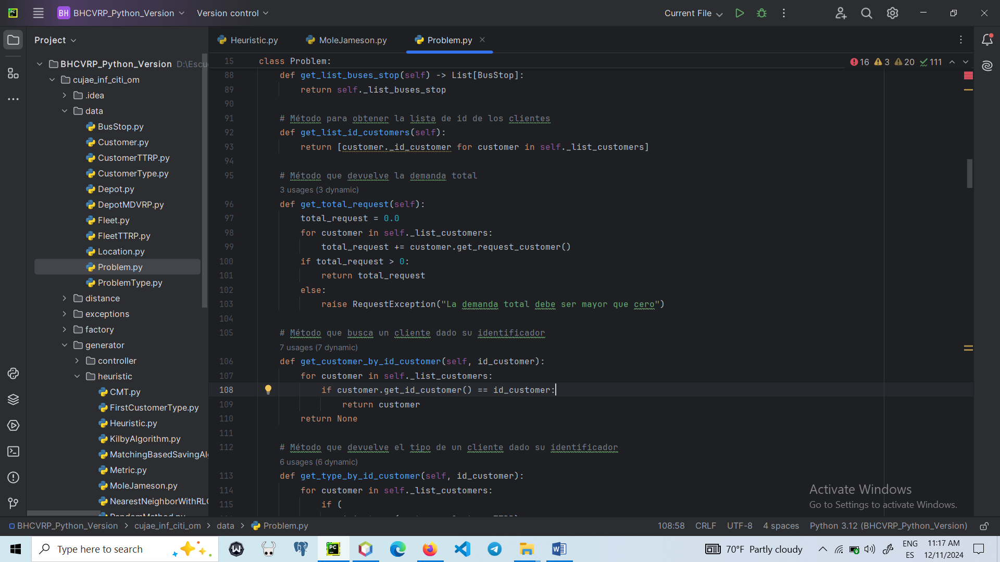 BH BHCVRP_Python_Version Version control Current File
Project
Heuristic.py MoleJameson.py Problem.py
BHCVRP_Python_Version D:\Escu
cujae_inf_citi_om
.idea
data
BusStop.py
Customer.py
CustomerTTRP.py
CustomerType.py
Depot.py
DepotMDVRP.py
Fleet.py
FleetTTRP.py
Location.py
Problem.py
ProblemType.py
distance
exceptions
factory
generator
controller
heuristic
CMT.py
FirstCustomerType.py
Heuristic.py
KilbyAlgorithm.py
MatchingBasedSavingAl
Metric.py
MoleJameson.py
NearestNeighborWithRLC
RandomMethod.py
15 class Problem:
16 3 20 111
88 def get_list_buses_stop(self) -> List[BusStop]:
89 return self._list_buses_stop
90
91 # Método para obtener la lista de id de los clientes
92 def get_list_id_customers(self):
93 return [customer._id_customer for customer in self._list_customers]
94
95 # Método que devuelve la demanda total
3 usages (3 dynamic)
96 def get_total_request(self):
97 total_request = 0.0
98 for customer in self._list_customers:
99 total_request += customer.get_request_customer()
100 if total_request > 0:
101 return total_request
102 else:
103 raise RequestException("La demanda total debe ser mayor que cero")
104
105 # Método que busca un cliente dado su identificador
7 usages (7 dynamic)
106 def get_customer_by_id_customer(self, id_customer):
107 for customer in self._list_customers:
108 if customer.get_id_customer() == id_customer:
109 return customer
110 return None
111
112 # Método que devuelve el tipo de un cliente dado su identificador
6 usages (6 dynamic)
113 def get_type_by_id_customer(self, id_customer):
114 for customer in self._list_customers:
115 if (
Activate Windows
Go to Settings to activate Windows.
BHCVRP_Python_Version > cujae_inf_citi_om > data > Problem.py 108:58 CRLF UTF-8 4 spaces Python 3.12 (BHCVRP_Python_Version)
Type here to search
70°F Partly cloudy
ENG
ES
11:17 AM
12/11/2024